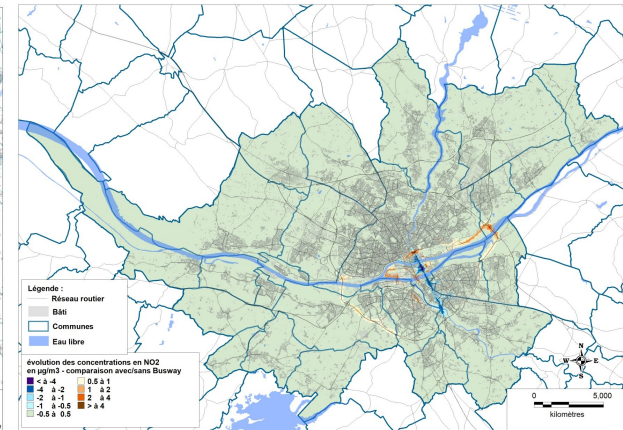 Légende :
Réseau routier
Bâti
Communes
Eau libre
évolution des concentrations en NO2
en µg/m3 - comparaison avec/sans Busway
< à -4
-4 à -2
-2 à -1
-1 à -0.5
-0.5 à 0.5
0.5 à 1
1 à 2
2 à 4
> à 4
N
W E
S
0 5,000
kilomètres